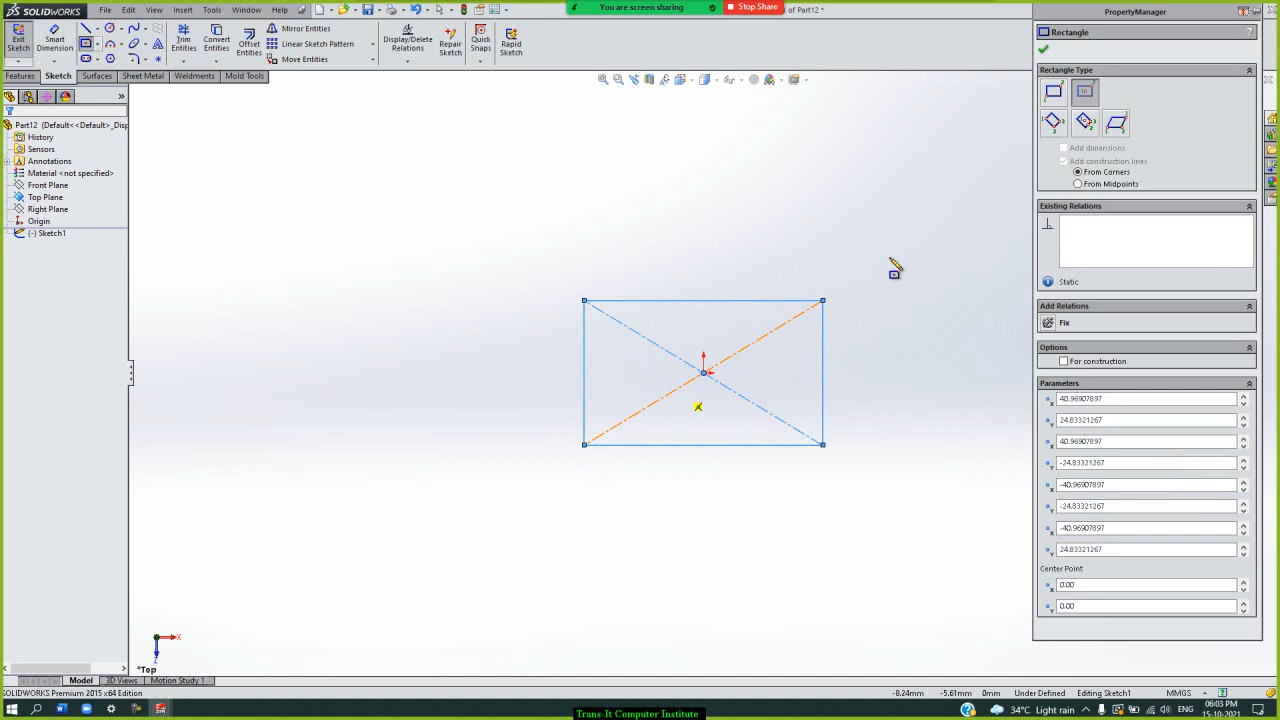 SOLIDWORKS File Edit View Insert Tools Window Help
You are screen sharing
Stop Share
of Part12 *
PropertyManager
Exit Sketch
Smart Dimension
Trim Entities
Convert Entities
Offset Entities
Mirror Entities
Linear Sketch Pattern
Move Entities
Display/Delete Relations
Repair Sketch
Quick Snaps
Rapid Sketch
Features Sketch Surfaces Sheet Metal Weldments Mold Tools
Rectangle
?
Rectangle Type
Add dimensions
Add construction lines
From Corners
From Midpoints
Existing Relations
Static
Add Relations
Fix
Options
For construction
Parameters
40.96907897
24.83321267
40.96907897
-24.83321267
-40.96907897
-24.83321267
-40.96907897
24.83321267
Center Point
0.00
0.00
Part12 (Default<<Default>_Disp
History
Sensors
Annotations
Material <not specified>
Front Plane
Top Plane
Right Plane
Origin
(-) Sketch1
X
Z
*Top
Model 3D Views Motion Study 1
SOLIDWORKS Premium 2015 x64 Edition
-8.24mm -5.61mm 0mm Under Defined Editing Sketch1 MMGS
34°C Light rain
ENG
06:03 PM
15-10-2021
Trans-It Computer Institute